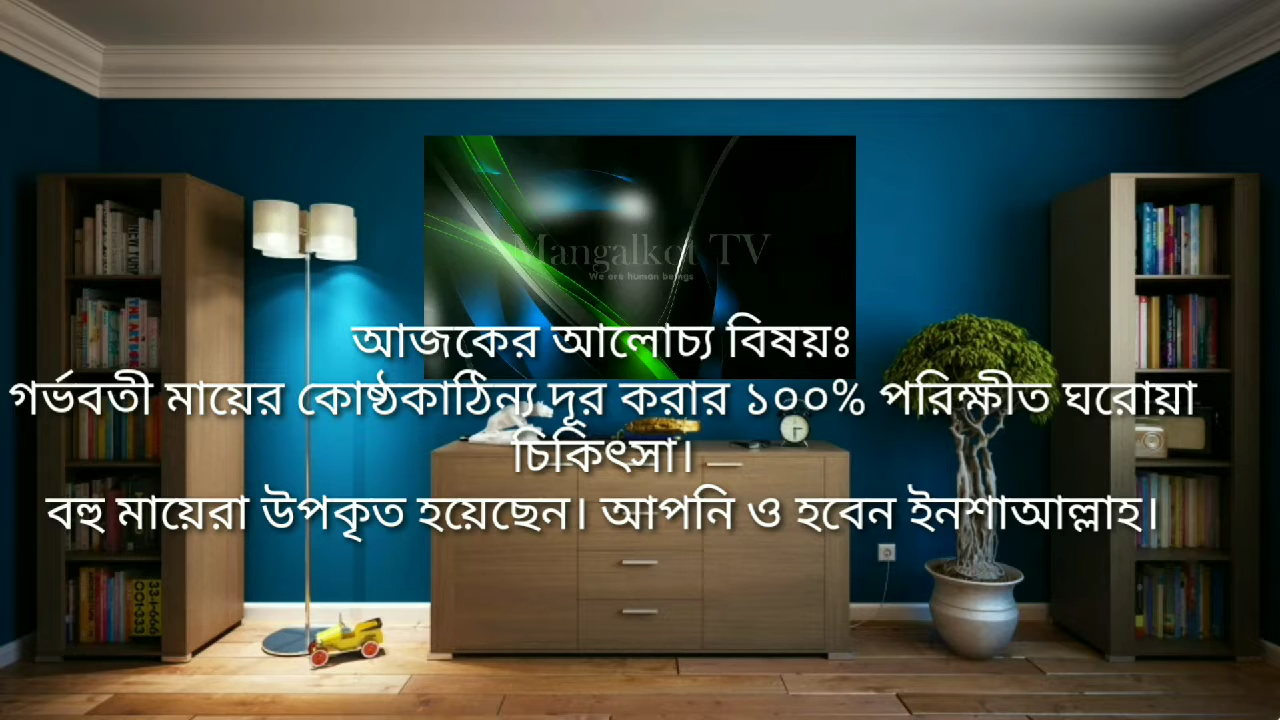 Mangalkot TV
We are human beings
আজকের আলোচ্য বিষয়ঃ
গর্ভবতী মায়ের কোষ্ঠকাঠিন্য দূর করার ১০০% পরিক্ষীত ঘরোয়া
চিকিৎসা।
বহু মায়েরা উপকৃত হয়েছেন। আপনি ও হবেন ইনশাআল্লাহ।